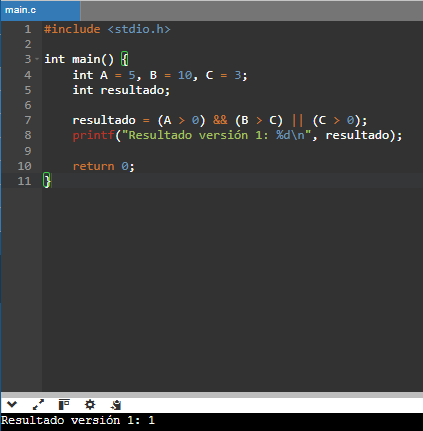 main.c
1 #include <stdio.h>
2
3 int main() {
4     int A = 5, B = 10, C = 3;
5     int resultado;
6
7     resultado = (A > 0) && (B > C) || (C > 0);
8     printf("Resultado versión 1: %d\n", resultado);
9
10     return 0;
11 }
Resultado versión 1: 1